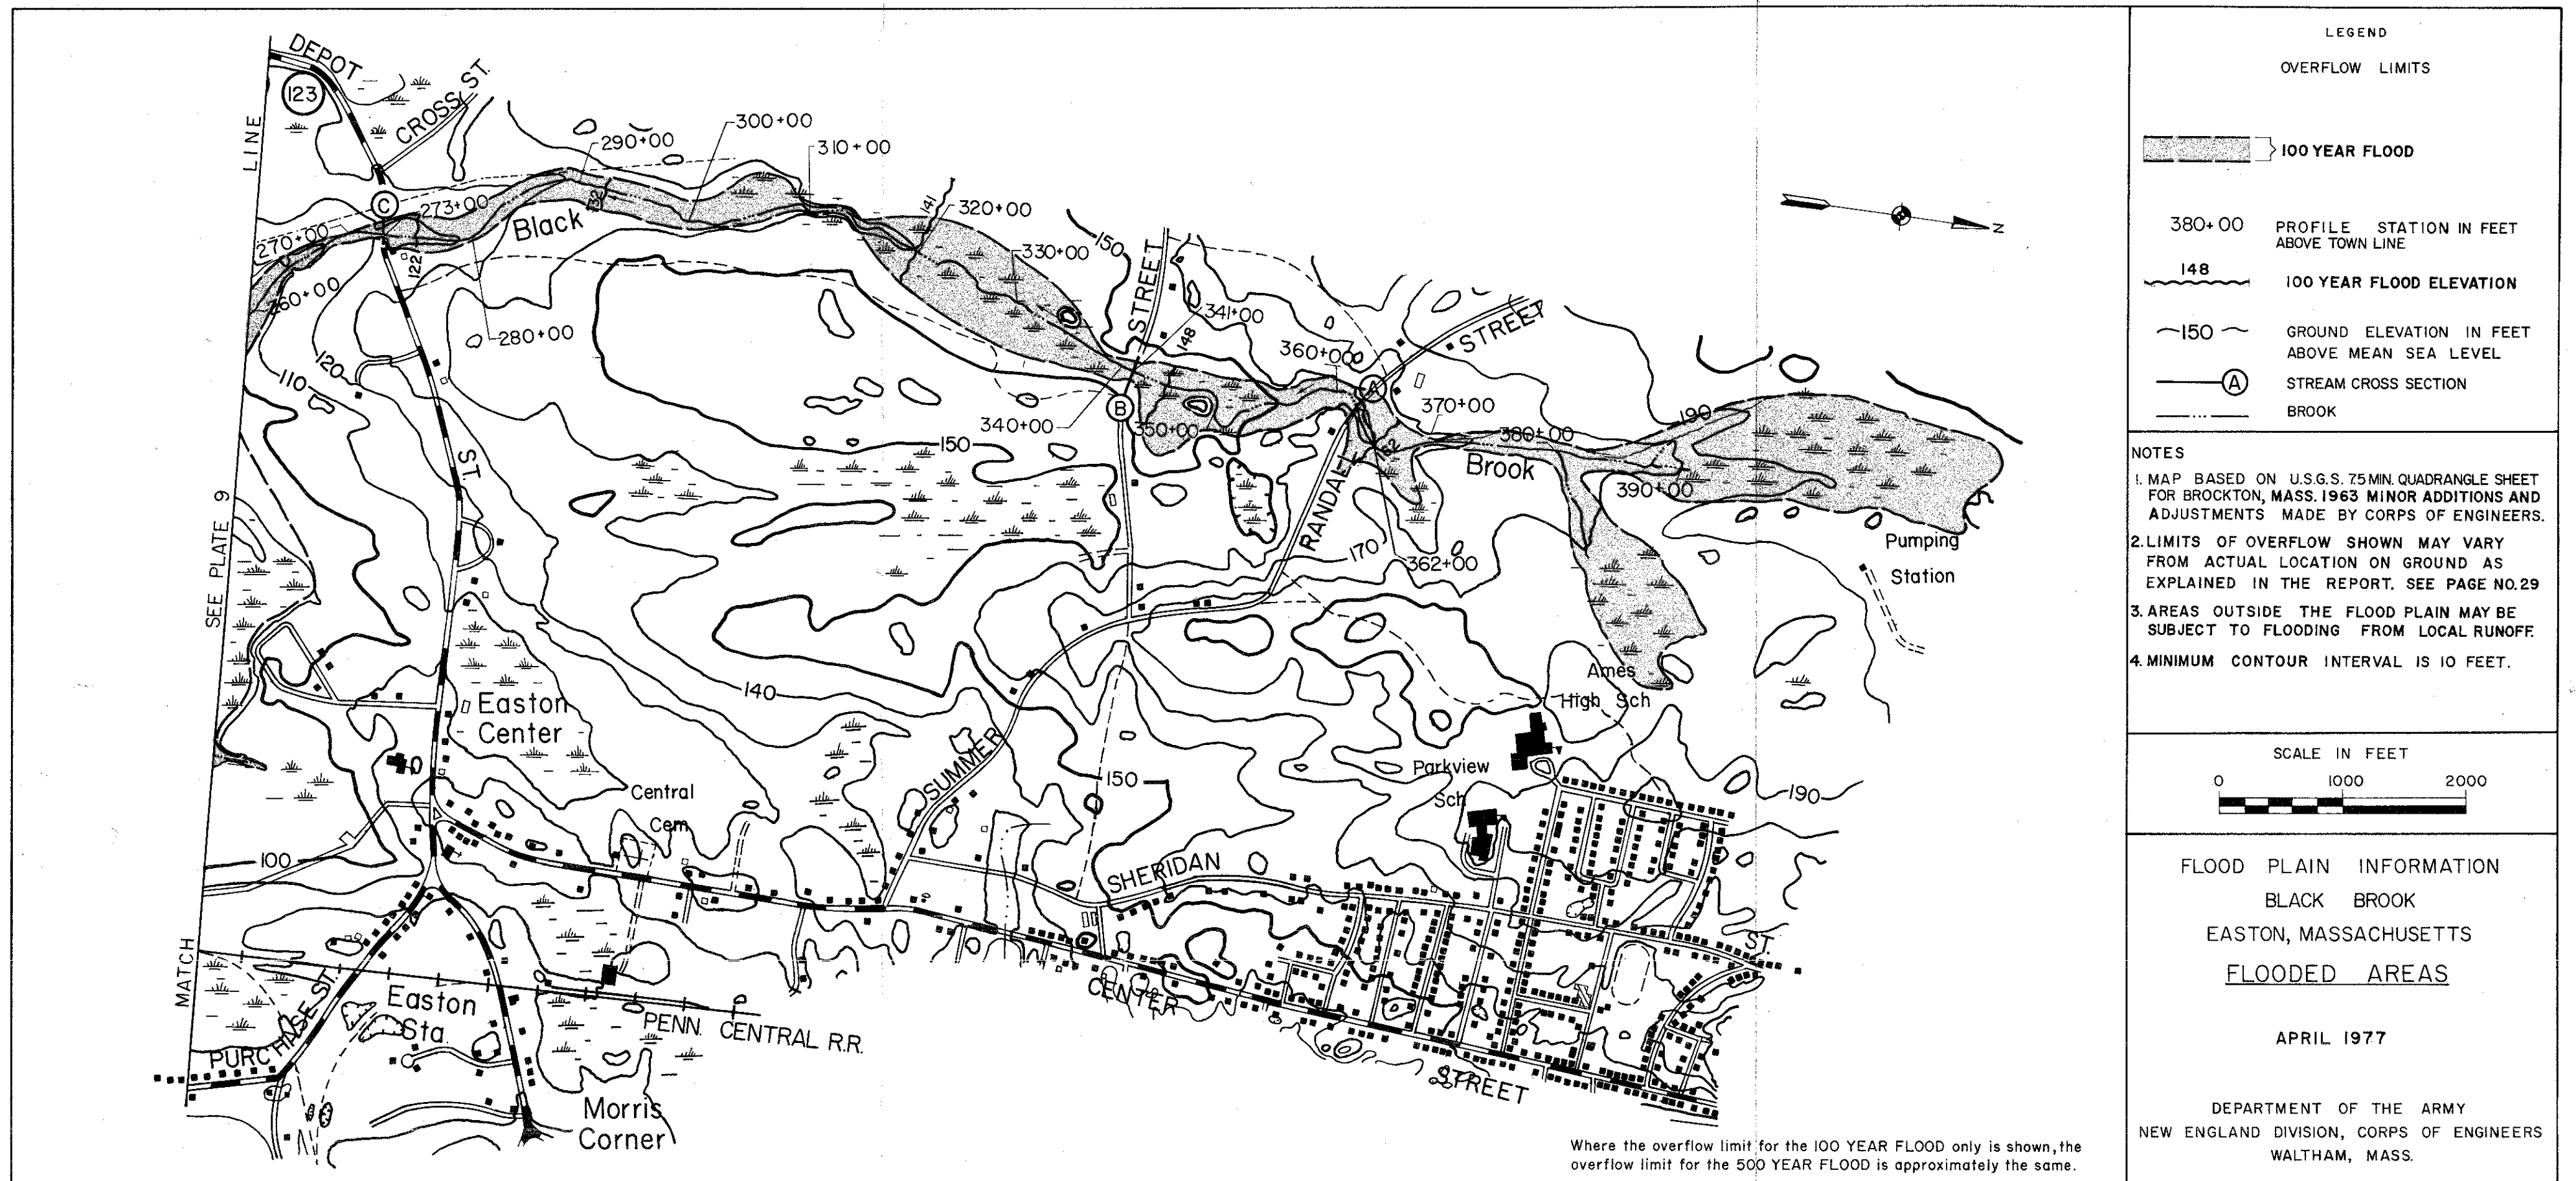 DEPOT
123
CROSS ST.
LINE
C
270+00
273+00
260+00
122
Black
280+00
290+00
132
300+00
310+00
141
320+00
330+00
150
STREET
148
341+00
340+00
B
350+00
360+00
A
STREET
370+00
RANDALL
162
362+00
380+00
Brook
390+00
190
Pumping
Station
N
120
110
ST.
150
170
SEE PLATE 9
140
Easton
Center
Central
Cem.
SUMMER
150
Ames
High Sch
Parkview
Sch
190
100
SHERIDAN
ST.
MATCH
PURCHASE ST.
Easton
Sta.
PENN. CENTRAL R.R.
CENTER
STREET
Morris
Corner
Where the overflow limit for the 100 YEAR FLOOD only is shown, the
overflow limit for the 500 YEAR FLOOD is approximately the same.
LEGEND
OVERFLOW LIMITS
100 YEAR FLOOD
380+00 PROFILE STATION IN FEET
ABOVE TOWN LINE
148 100 YEAR FLOOD ELEVATION
150 GROUND ELEVATION IN FEET
ABOVE MEAN SEA LEVEL
A STREAM CROSS SECTION
BROOK
NOTES
1. MAP BASED ON U.S.G.S. 7.5 MIN. QUADRANGLE SHEET
FOR BROCKTON, MASS. 1963 MINOR ADDITIONS AND
ADJUSTMENTS MADE BY CORPS OF ENGINEERS.
2. LIMITS OF OVERFLOW SHOWN MAY VARY
FROM ACTUAL LOCATION ON GROUND AS
EXPLAINED IN THE REPORT. SEE PAGE NO. 29
3. AREAS OUTSIDE THE FLOOD PLAIN MAY BE
SUBJECT TO FLOODING FROM LOCAL RUNOFF.
4. MINIMUM CONTOUR INTERVAL IS 10 FEET.
SCALE IN FEET
0 1000 2000
FLOOD PLAIN INFORMATION
BLACK BROOK
EASTON, MASSACHUSETTS
FLOODED AREAS
APRIL 1977
DEPARTMENT OF THE ARMY
NEW ENGLAND DIVISION, CORPS OF ENGINEERS
WALTHAM, MASS.